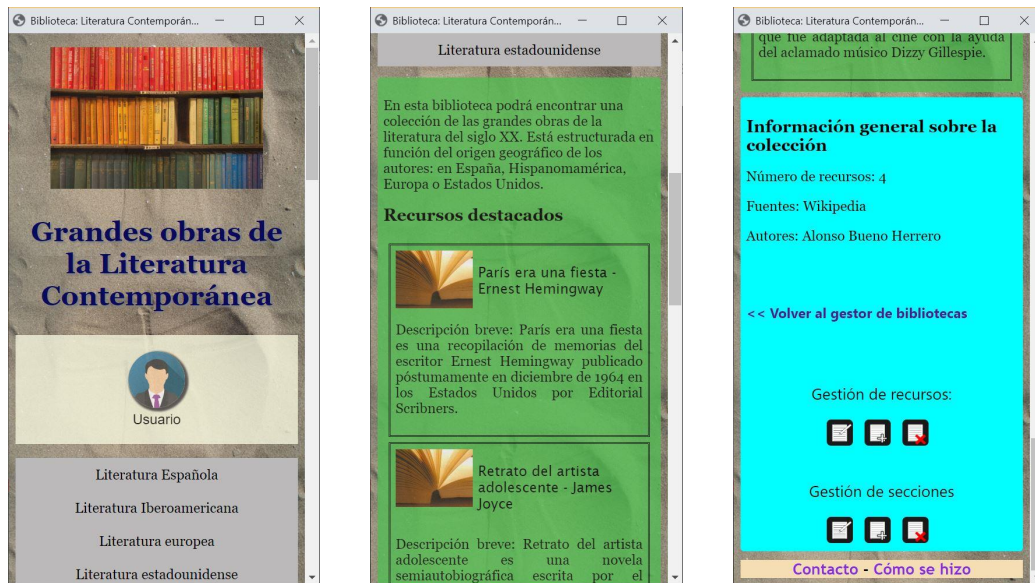 Biblioteca: Literatura Contemporán...
Grandes obras de
la Literatura
Contemporánea
Usuario
Literatura Española
Literatura Iberoamericana
Literatura europea
Literatura estadounidense
Biblioteca: Literatura Contemporán...
Literatura estadounidense
En esta biblioteca podrá encontrar una
colección de las grandes obras de la
literatura del siglo XX. Está estructurada en
función del origen geográfico de los
autores: en España, Hispanomamérica,
Europa o Estados Unidos.
Recursos destacados
París era una fiesta -
Ernest Hemingway
Descripción breve: París era una fiesta
es una recopilación de memorias del
escritor Ernest Hemingway publicado
póstumamente en diciembre de 1964 en
los Estados Unidos por Editorial
Scribners.
Retrato del artista
adolescente - James
Joyce
Descripción breve: Retrato del artista
adolescente es una novela
semiautobiográfica escrita por el
Biblioteca: Literatura Contemporán...
que fue adaptada al cine con la ayuda
del aclamado músico Dizzy Gillespie.
Información general sobre la
colección
Número de recursos: 4
Fuentes: Wikipedia
Autores: Alonso Bueno Herrero
<< Volver al gestor de bibliotecas
Gestión de recursos:
Gestión de secciones
Contacto - Cómo se hizo